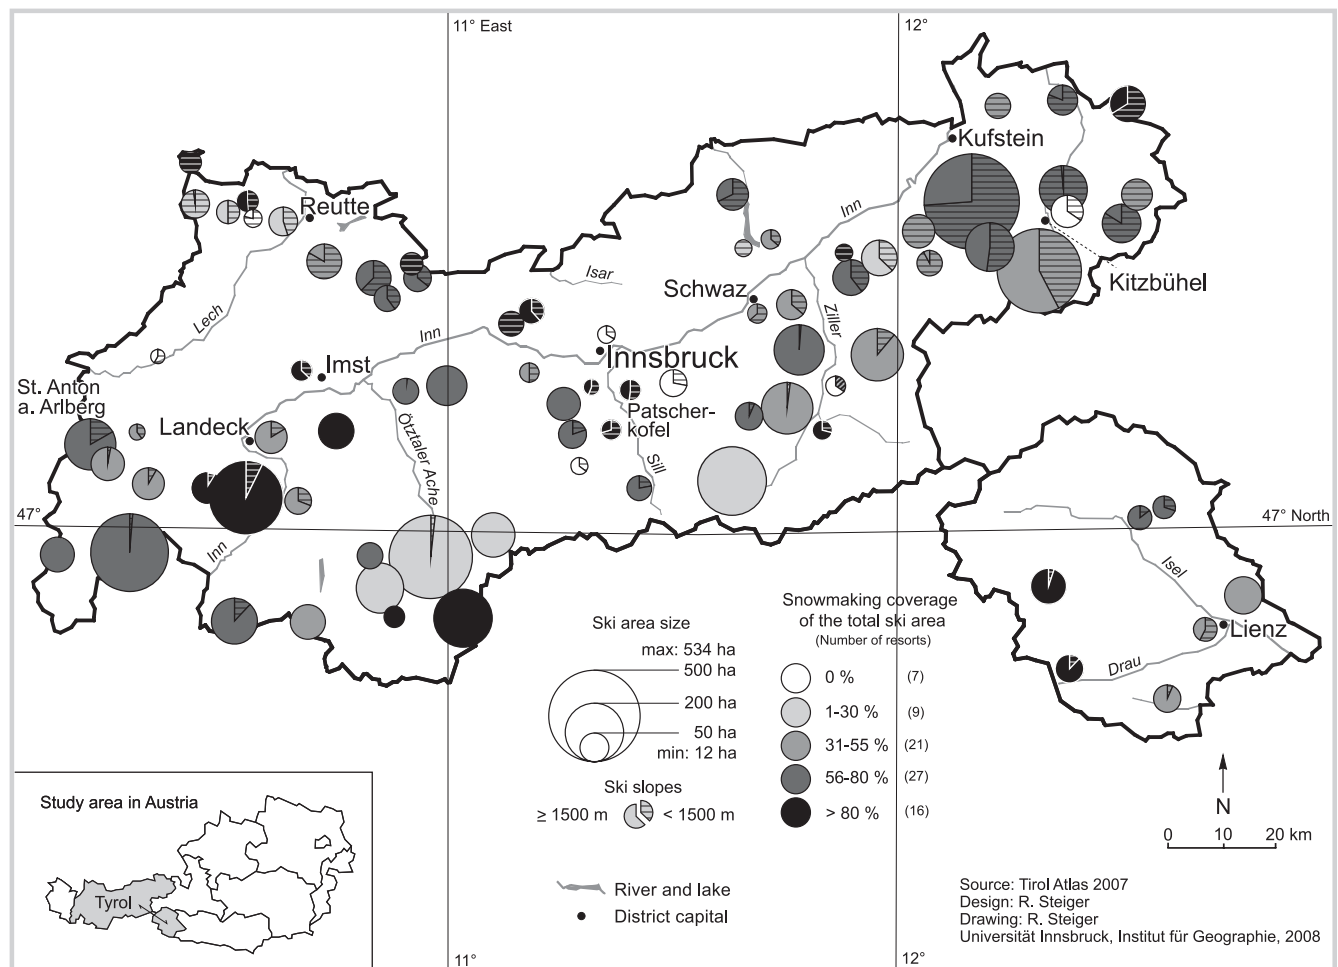 11° East
12°
Kufstein
Reutte
Inn
Isar
Schwaz
Kitzbühel
Lech
Inn
Ziller
Innsbruck
Imst
St. Anton
a. Arlberg
Patscher-
kofel
Landeck
Ötztaler Ache
Sill
47°
47° North
Inn
Isel
Lienz
Drau
Ski area size
max: 534 ha
500 ha
200 ha
50 ha
min: 12 ha
Ski slopes
≥ 1500 m
< 1500 m
Snowmaking coverage
of the total ski area
(Number of resorts)
0 % (7)
1-30 % (9)
31-55 % (21)
56-80 % (27)
> 80 % (16)
River and lake
District capital
N
0 10 20 km
Study area in Austria
Tyrol
Source: Tirol Atlas 2007
Design: R. Steiger
Drawing: R. Steiger
Universität Innsbruck, Institut für Geographie, 2008
11°
12°